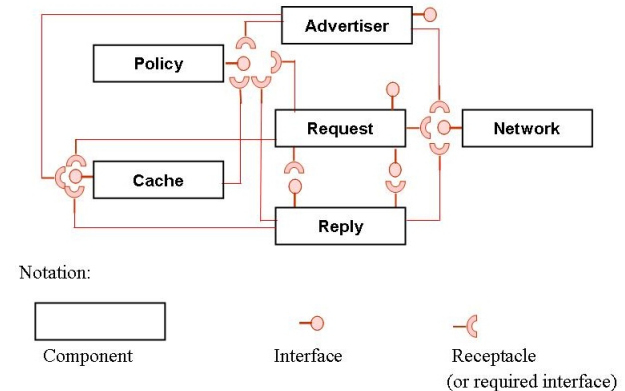 Advertiser
Policy
Request
Network
Cache
Reply
Notation:
Component
Interface
Receptacle
(or required interface)